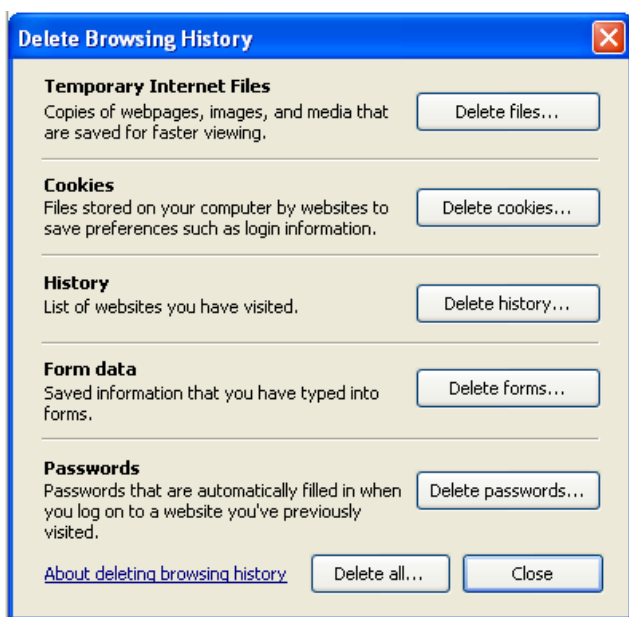 Delete Browsing History
Temporary Internet Files
Copies of webpages, images, and media that
are saved for faster viewing.
Delete files...
Cookies
Files stored on your computer by websites to
save preferences such as login information.
Delete cookies...
History
List of websites you have visited.
Delete history...
Form data
Saved information that you have typed into
forms.
Delete forms...
Passwords
Passwords that are automatically filled in when
you log on to a website you've previously
visited.
Delete passwords...
About deleting browsing history
Delete all...
Close